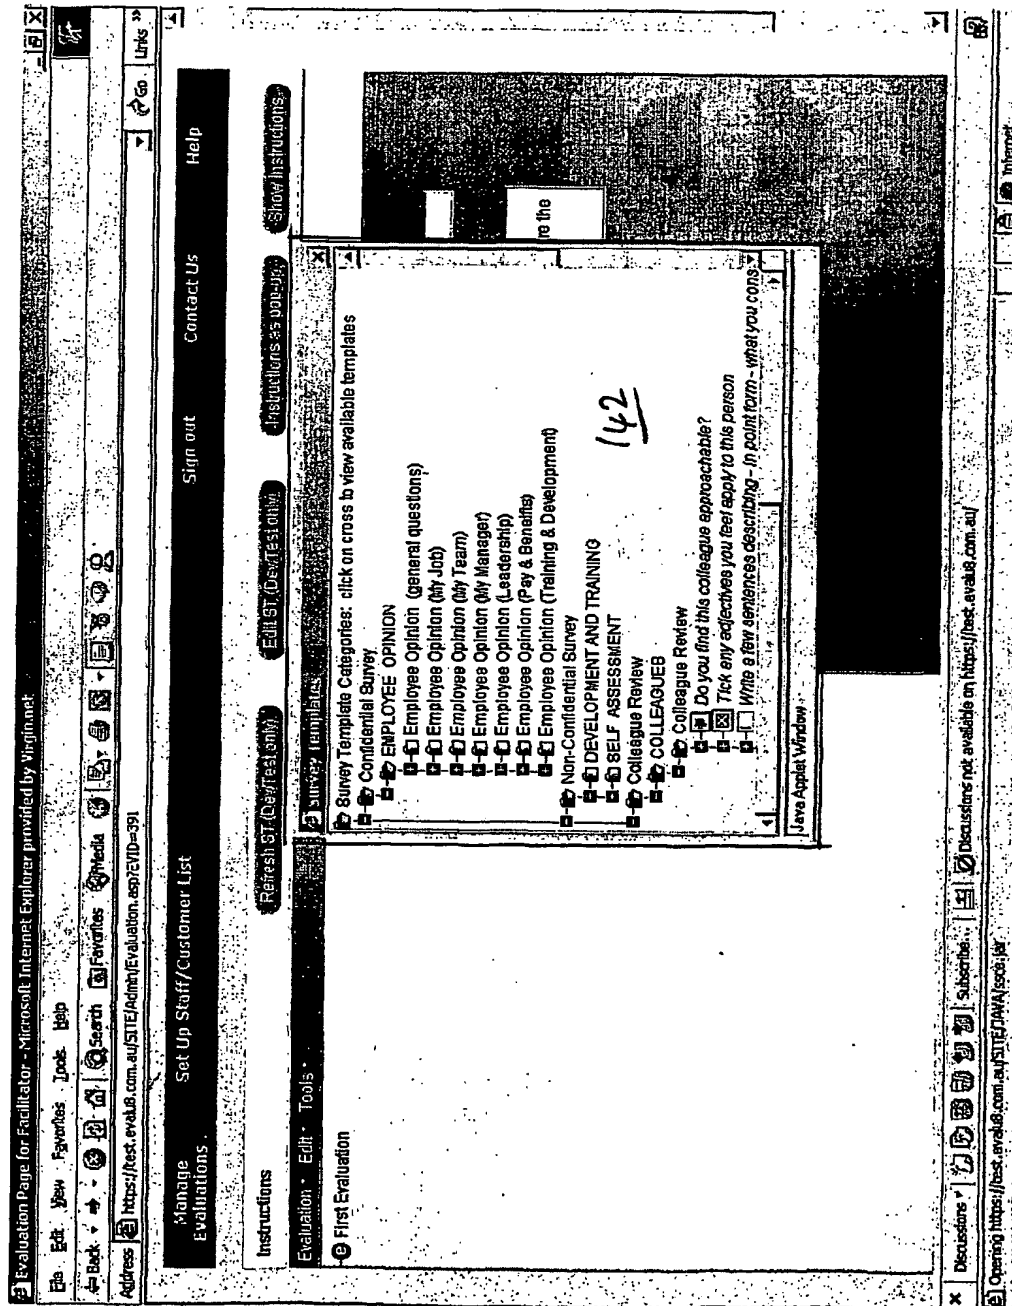 Evaluation Page for Facilitator - Microsoft Internet Explorer provided by Virgin.net
File Edit View Favorites Tools Help
Back Search Favorites Media
Address https://test.evalu8.com.au/SITE/Admin/Evaluation.asp?EVID=391 Go Links »
Manage Evaluations. Set Up Staff/Customer List Sign out Contact Us Help
Instructions Refresh ST (Dev/Test only) Edit ST (Dev/Test only) Instructions as pop-up Show Instructions
Evaluation Edit Tools
First Evaluation
Survey Templates
Survey Template Categories: click on cross to view available templates
Confidential Survey
EMPLOYEE OPINION
Employee Opinion (general questions)
Employee Opinion (My Job)
Employee Opinion (My Team)
Employee Opinion (My Manager)
Employee Opinion (Leadership)
Employee Opinion (Pay & Benefits)
Employee Opinion (Training & Development)
Non-Confidential Survey
DEVELOPMENT AND TRAINING
SELF ASSESSMENT
Colleague Review
COLLEAGUES
Colleague Review
Do you find this colleague approachable?
Tick any adjectives you feel apply to this person
Write a few sentences describing - in point form - what you cons
142
Java Applet Window
re the
Discussions Subscribe... Discussions not available on https://test.evalu8.com.au/
Opening https://test.evalu8.com.au/SITE/JAVA/ssce.jar Internet